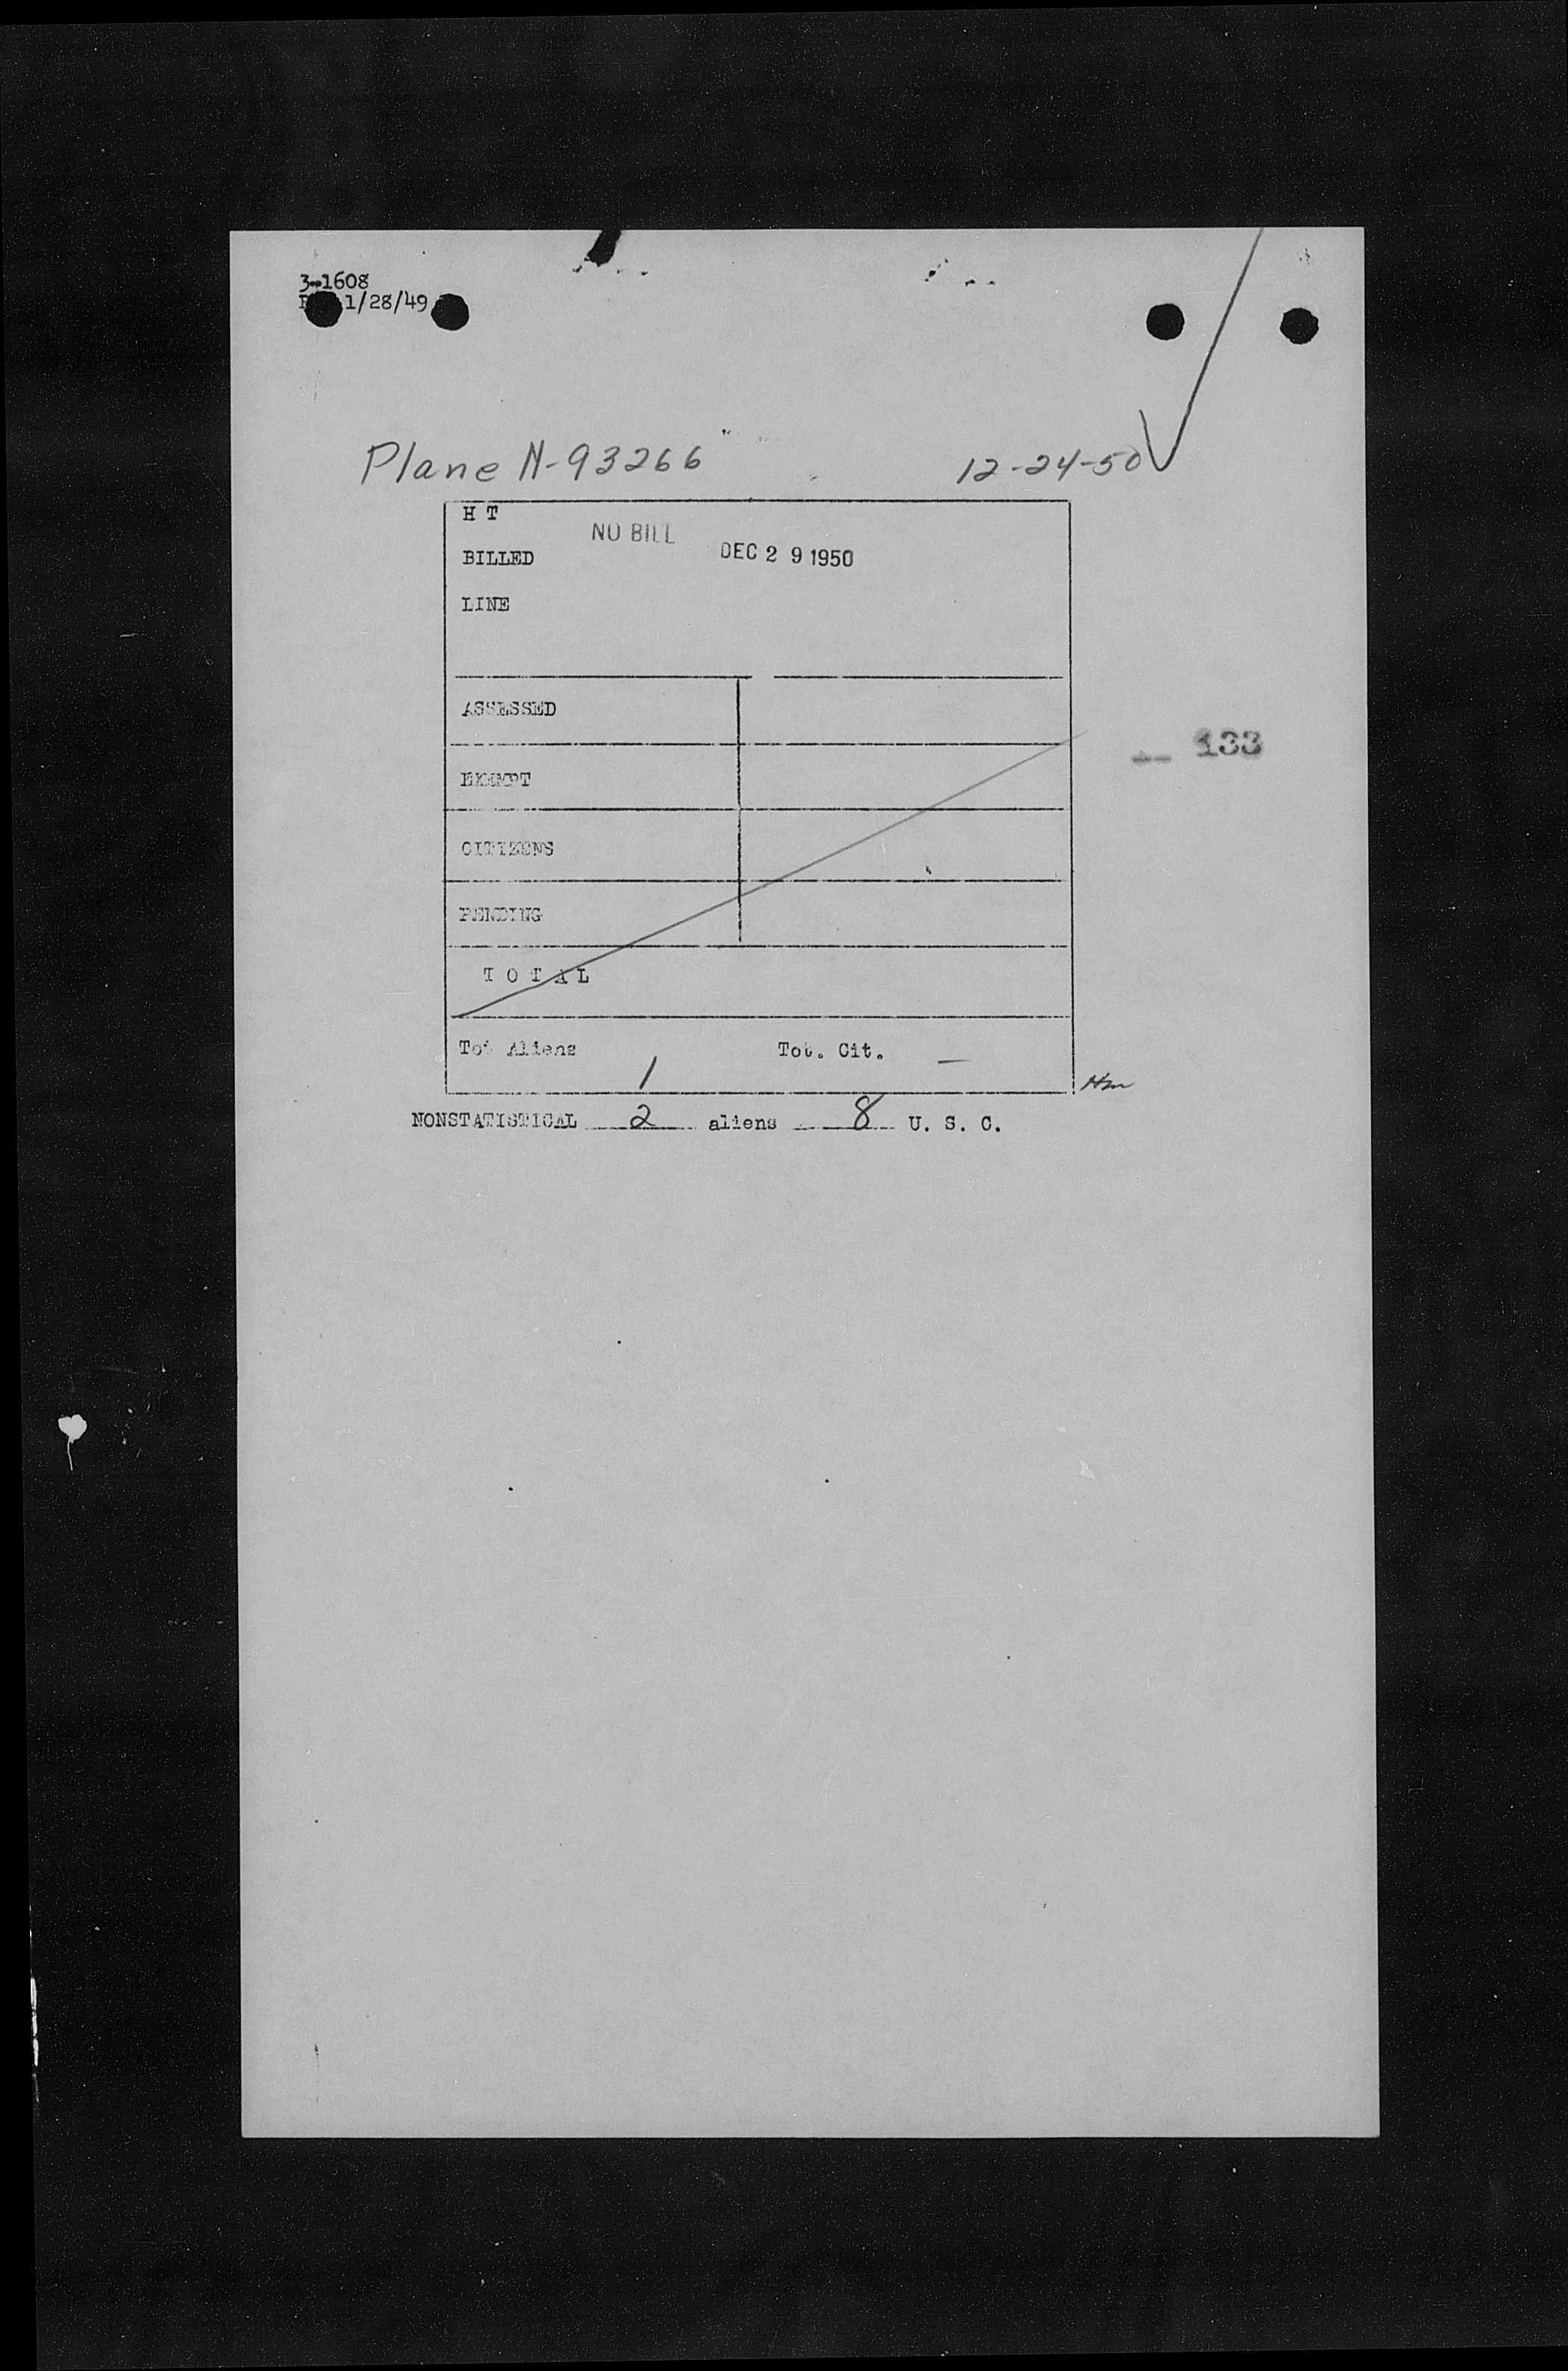 3-1608
1/28/49
Plane N-93266 12-24-50
H T
NO BILL
BILLED DEC 29 1950
LINE
ASSESSED
133
EXEMPT
CITIZENS
PENDING
T O T A L
Tot Aliens 1 Tot. Cit. —
NONSTATISTICAL 2 aliens 8 U. S. C.